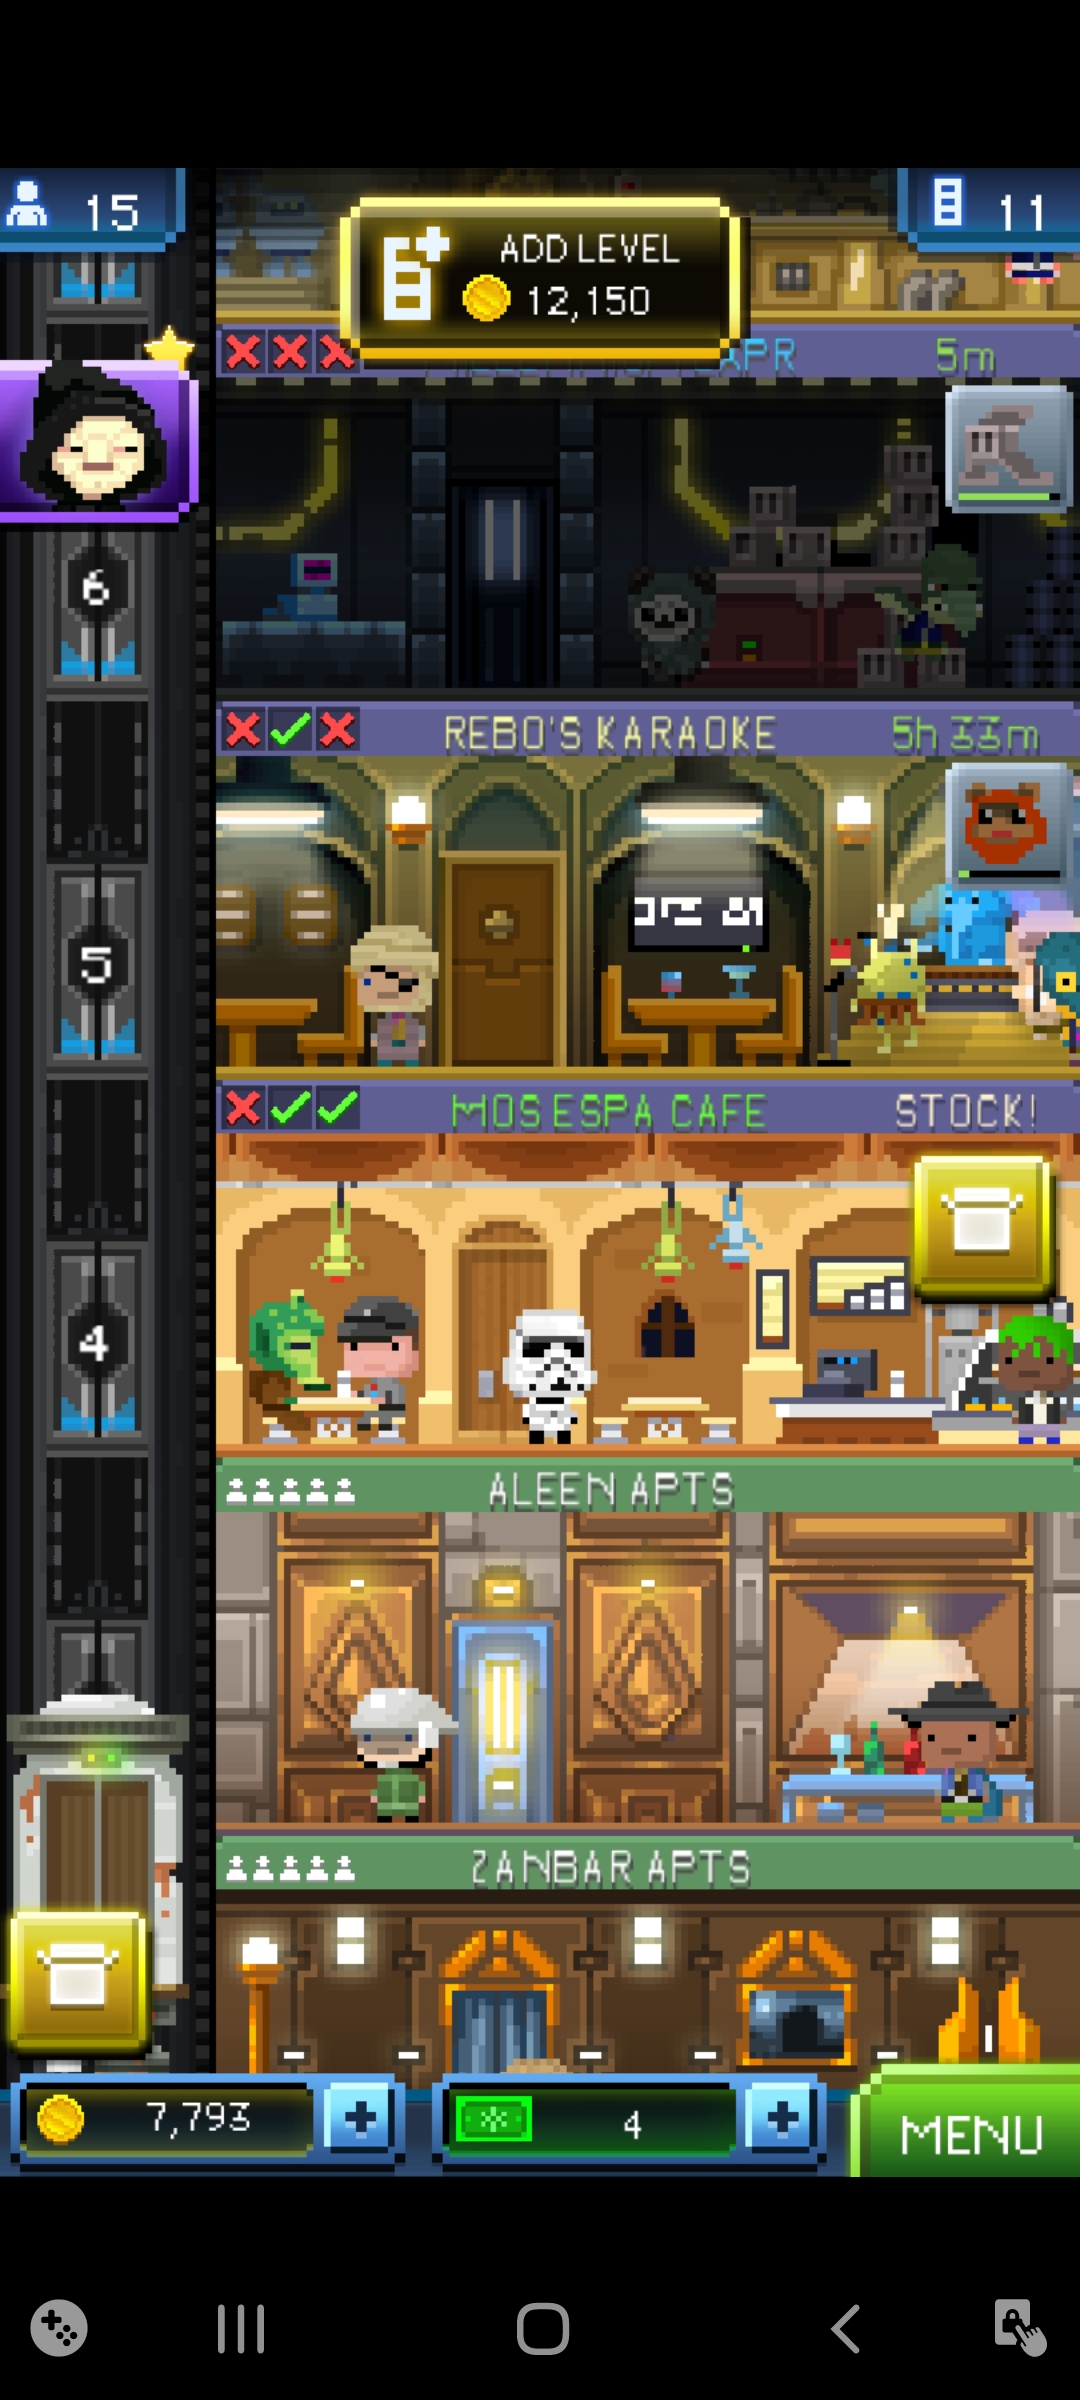 15
11
ADD LEVEL
12,150
5m
6
REBO'S KARAOKE
5h 33m
5
MOS ESPA CAFE
STOCK!
4
ALEEN APTS
ZANBAR APTS
7,793
4
MENU